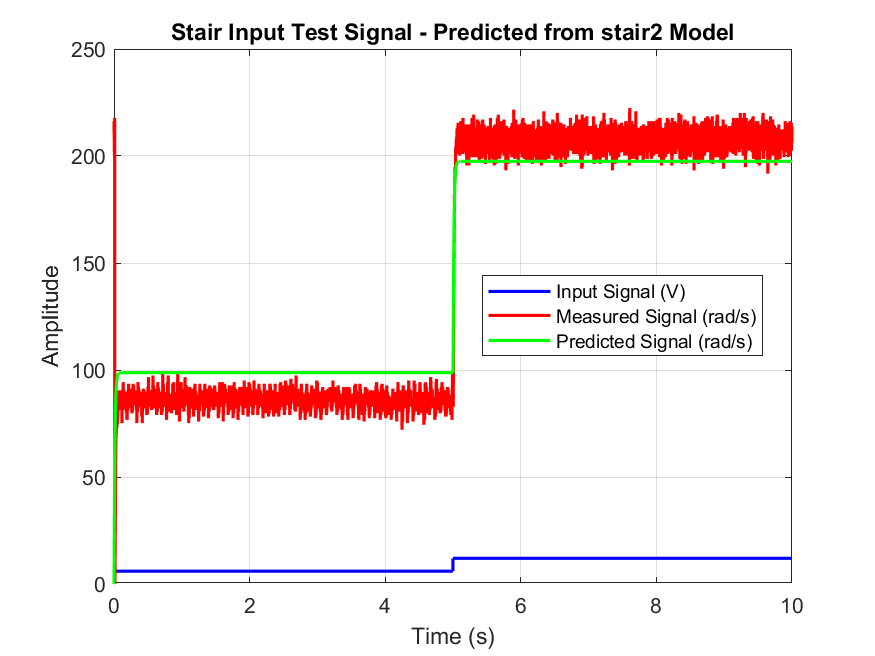 Stair Input Test Signal - Predicted from stair2 Model
250
200
150
100
50
0
Amplitude
Input Signal (V)
Measured Signal (rad/s)
Predicted Signal (rad/s)
0 2 4 6 8 10
Time (s)